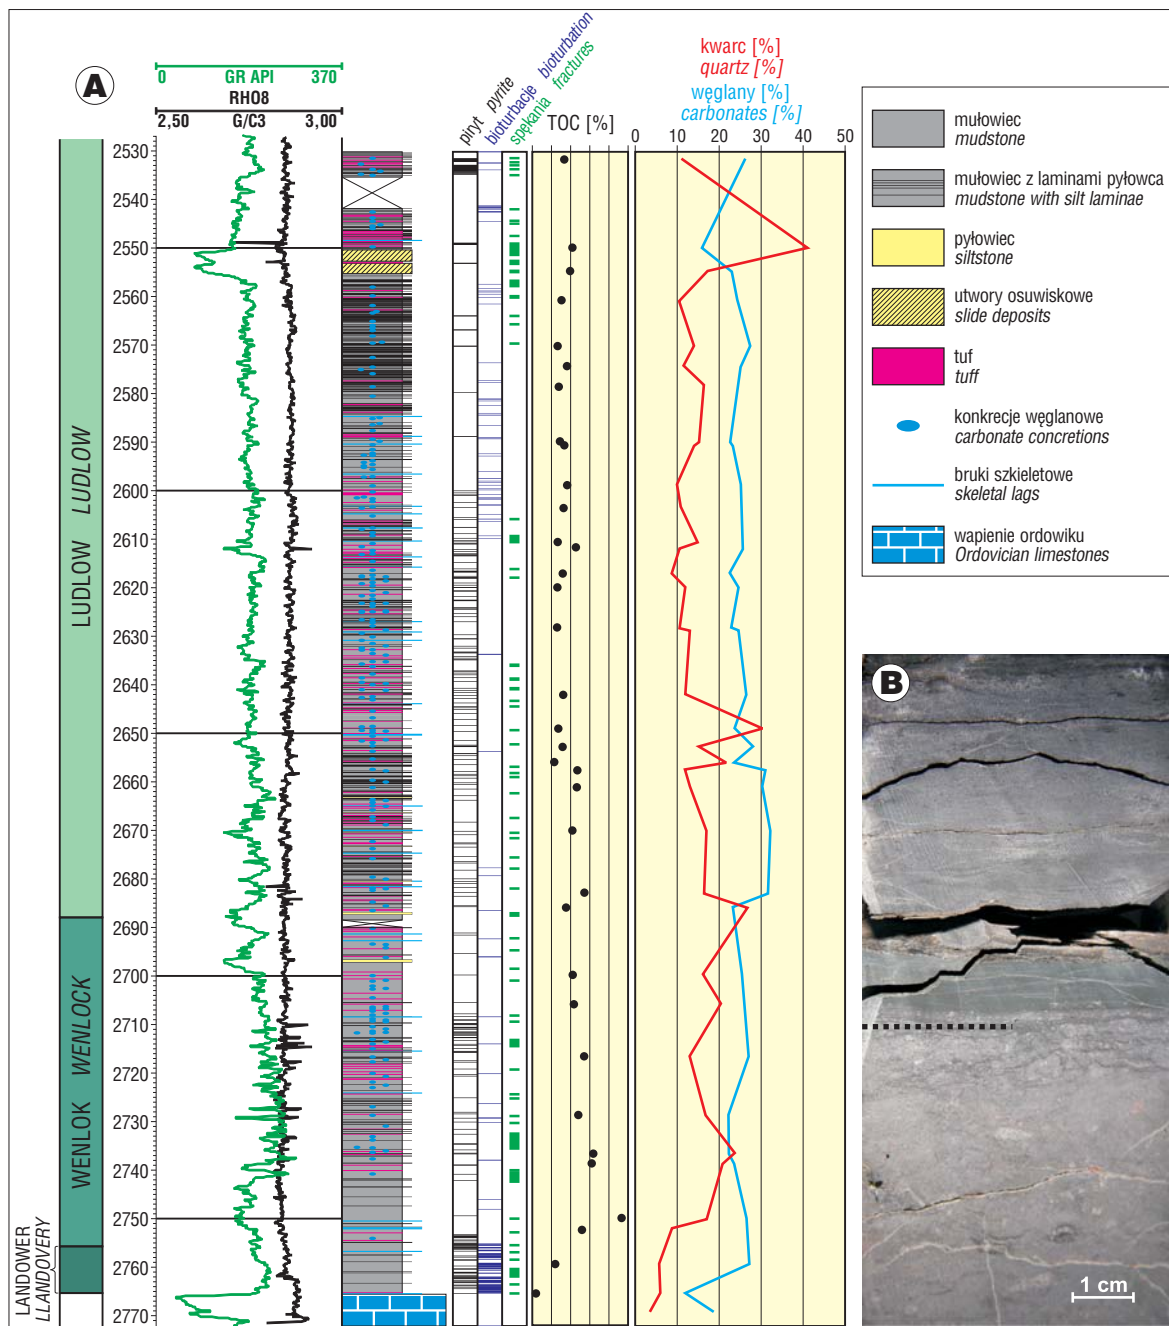 A
0 GR API 370
RHO8
2,50 G/C3 3,00
piryt pyrite
bioturbacje bioturbation
spękania fractures
TOC [%]
kwarc [%]
quartz [%]
węglany [%]
carbonates [%]
0 10 20 30 40 50
2530
2540
2550
2560
2570
2580
2590
2600
2610
2620
2630
2640
2650
2660
2670
2680
2690
2700
2710
2720
2730
2740
2750
2760
2770
LUDLOW LUDLOW
WENLOK WENLOCK
LANDOWER
LLANDOVERY
mułowiec
mudstone
mułowiec z laminami pyłowca
mudstone with silt laminae
pyłowiec
siltstone
utwory osuwiskowe
slide deposits
tuf
tuff
konkrecje węglanowe
carbonate concretions
bruki szkieletowe
skeletal lags
wapienie ordowiku
Ordovician limestones
B
1 cm